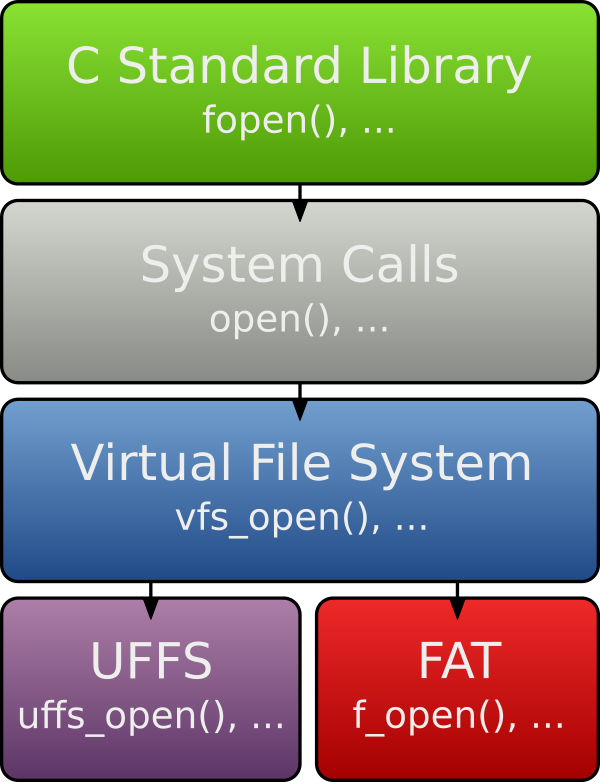 C Standard Library
fopen(), ...
System Calls
open(), ...
Virtual File System
vfs_open(), ...
UFFS
uffs_open(), ...
FAT
f_open(), ...